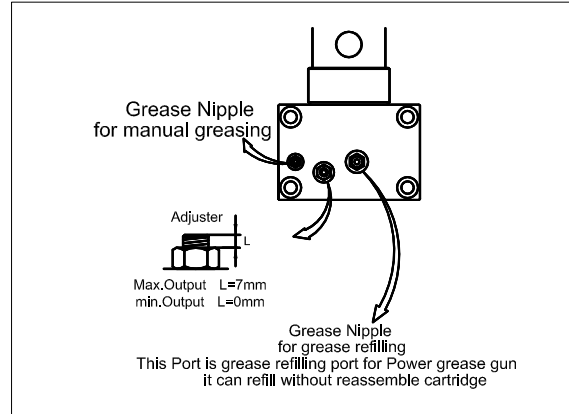 Grease Nipple
for manual greasing
Adjuster
L
Max.Output L=7mm
min.Output L=0mm
Grease Nipple
for grease refilling
This Port is grease refilling port for Power grease gun
it can refill without reassemble cartridge